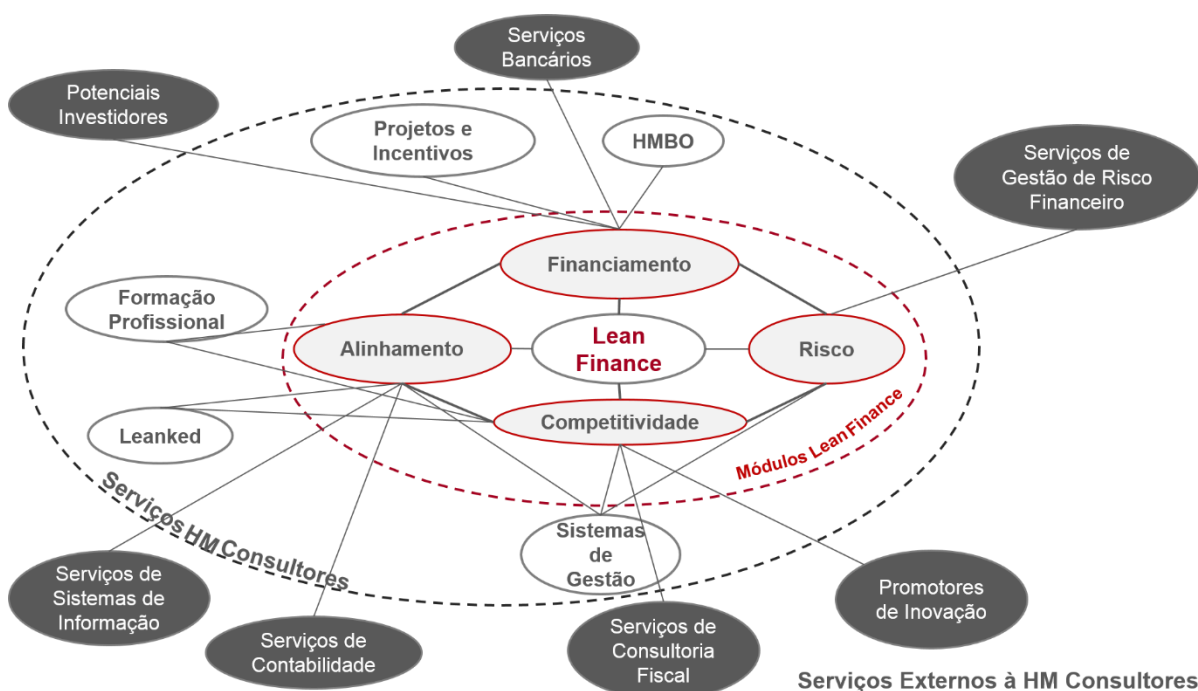 Serviços
Bancários
Potenciais
Investidores
Projetos e
Incentivos
HMBO
Serviços de
Gestão de Risco
Financeiro
Financiamento
Formação
Profissional
Alinhamento
Lean
Finance
Risco
Leanked
Competitividade
Módulos Lean Finance
Serviços HM Consultores
Sistemas
de
Gestão
Serviços de
Sistemas de
Informação
Serviços de
Contabilidade
Serviços de
Consultoria
Fiscal
Promotores
de Inovação
Serviços Externos à HM Consultores